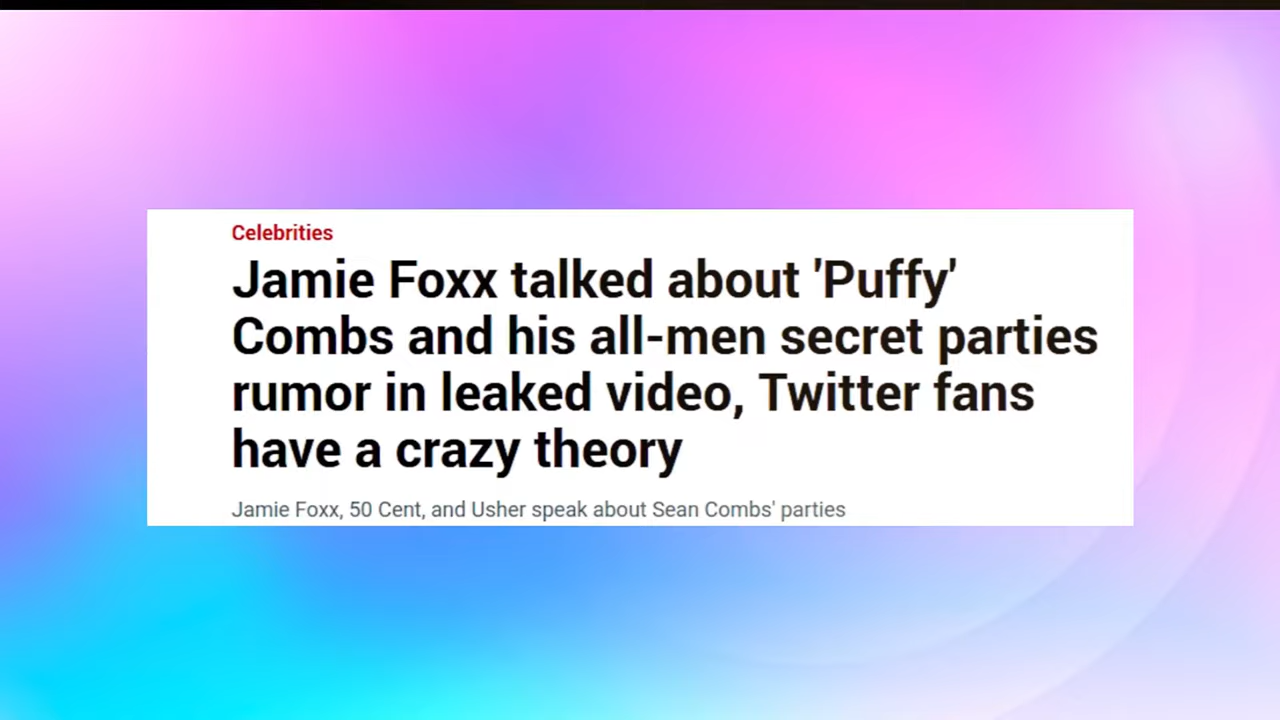 Celebrities
Jamie Foxx talked about 'Puffy'
Combs and his all-men secret parties
rumor in leaked video, Twitter fans
have a crazy theory
Jamie Foxx, 50 Cent, and Usher speak about Sean Combs' parties